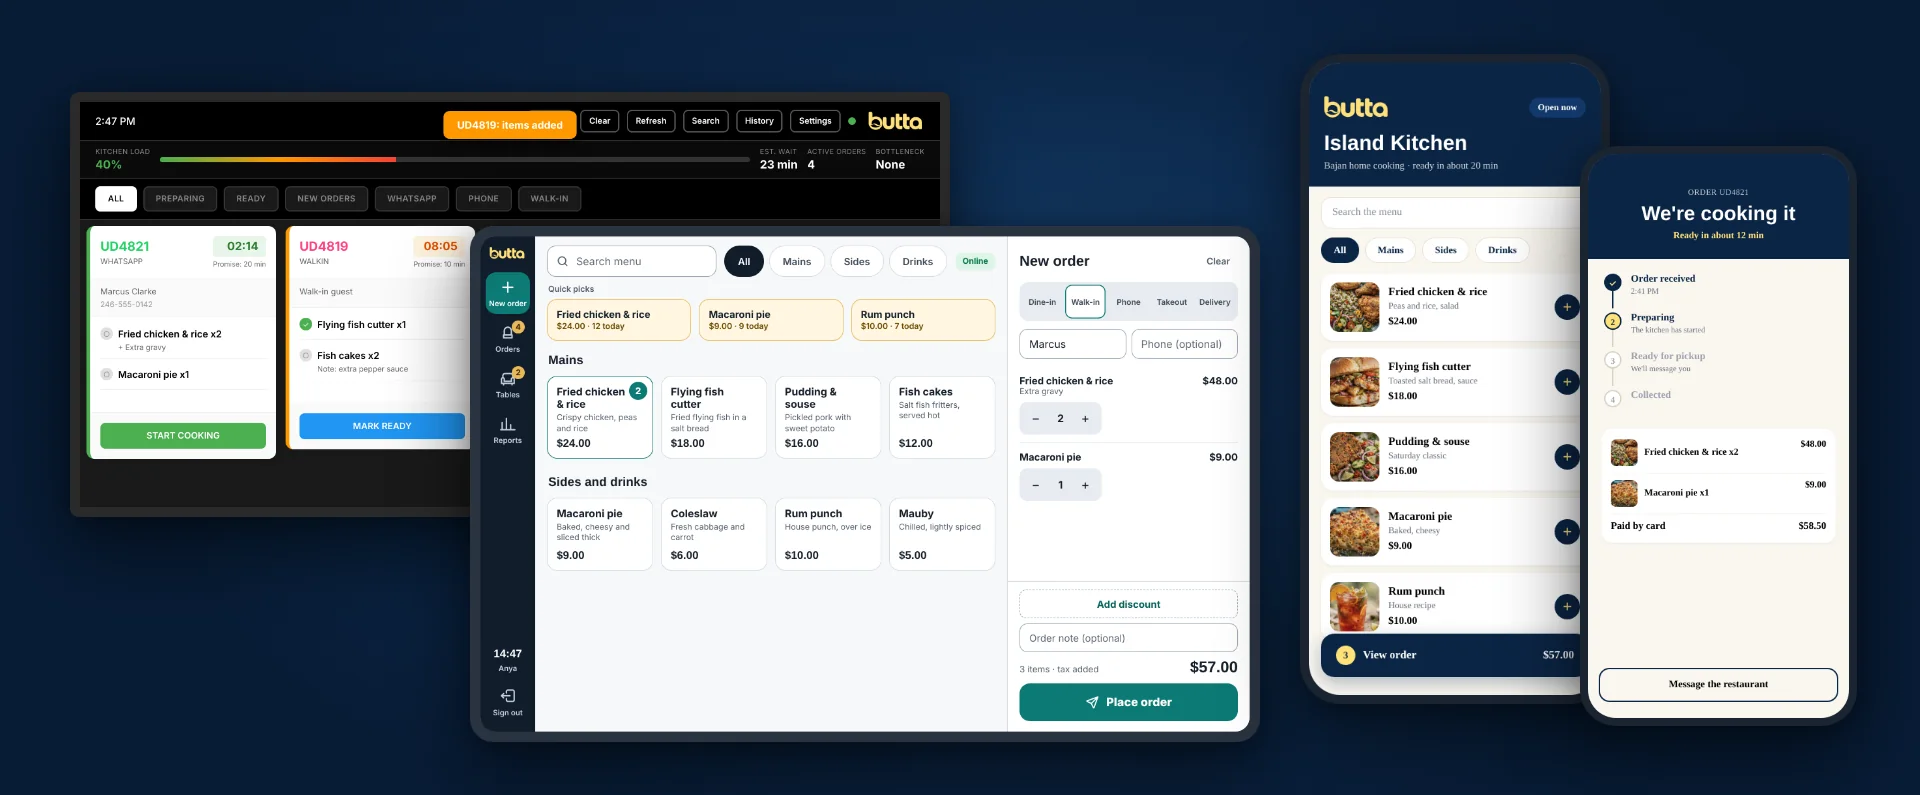 2:47 PM
UD4819: items added
Clear
Refresh
Search
History
Settings
butta
KITCHEN LOAD
40%
EST. WAIT
23 min
ACTIVE ORDERS
4
BOTTLENECK
None
ALL
PREPARING
READY
NEW ORDERS
WHATSAPP
PHONE
WALK-IN
UD4821
02:14
WHATSAPP
Promise: 20 min
Marcus Clarke
246-555-0142
Fried chicken & rice x2
+ Extra gravy
Macaroni pie x1
START COOKING
UD4819
08:05
WALKIN
Promise: 10 min
Walk-in guest
Flying fish cutter x1
Fish cakes x2
Note: extra pepper sauce
MARK READY
butta
New order
4
Orders
2
Tables
Reports
14:47
Anya
Sign out
Search menu
All
Mains
Sides
Drinks
Online
Quick picks
Fried chicken & rice
$24.00 · 12 today
Macaroni pie
$9.00 · 9 today
Rum punch
$10.00 · 7 today
Mains
Fried chicken
& rice
2
Crispy chicken, peas
and rice
$24.00
Flying fish
cutter
Fried flying fish in a
salt bread
$18.00
Pudding &
souse
Pickled pork with
sweet potato
$16.00
Fish cakes
Salt fish fritters,
served hot
$12.00
Sides and drinks
Macaroni pie
Baked, cheesy and
sliced thick
$9.00
Coleslaw
Fresh cabbage and
carrot
$6.00
Rum punch
House punch, over ice
$10.00
Mauby
Chilled, lightly spiced
$5.00
New order
Clear
Dine-in
Walk-in
Phone
Takeout
Delivery
Marcus
Phone (optional)
Fried chicken & rice
$48.00
Extra gravy
− 2 +
Macaroni pie
$9.00
− 1 +
Add discount
Order note (optional)
3 items · tax added
$57.00
Place order
butta
Open now
Island Kitchen
Bajan home cooking · ready in about 20 min
Search the menu
All
Mains
Sides
Drinks
Fried chicken & rice
Peas and rice, salad
$24.00
+
Flying fish cutter
Toasted salt bread, sauce
$18.00
+
Pudding & souse
Saturday classic
$16.00
+
Macaroni pie
Baked, cheesy
$9.00
+
Rum punch
House recipe
$10.00
+
3
View order
$57.00
ORDER UD4821
We're cooking it
Ready in about 12 min
Order received
2:41 PM
2
Preparing
The kitchen has started
3
Ready for pickup
We'll message you
4
Collected
Fried chicken & rice x2
$48.00
Macaroni pie x1
$9.00
Paid by card
$58.50
Message the restaurant